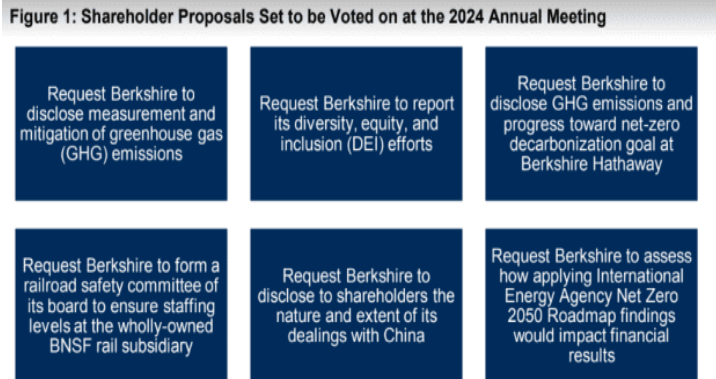 Figure 1: Shareholder Proposals Set to be Voted on at the 2024 Annual Meeting
Request Berkshire to
disclose measurement and
mitigation of greenhouse gas
(GHG) emissions
Request Berkshire to report
its diversity, equity, and
inclusion (DEI) efforts
Request Berkshire to
disclose GHG emissions and
progress toward net-zero
decarbonization goal at
Berkshire Hathaway
Request Berkshire to form a
railroad safety committee of
its board to ensure staffing
levels at the wholly-owned
BNSF rail subsidiary
Request Berkshire to
disclose to shareholders the
nature and extent of its
dealings with China
Request Berkshire to assess
how applying International
Energy Agency Net Zero
2050 Roadmap findings
would impact financial
results